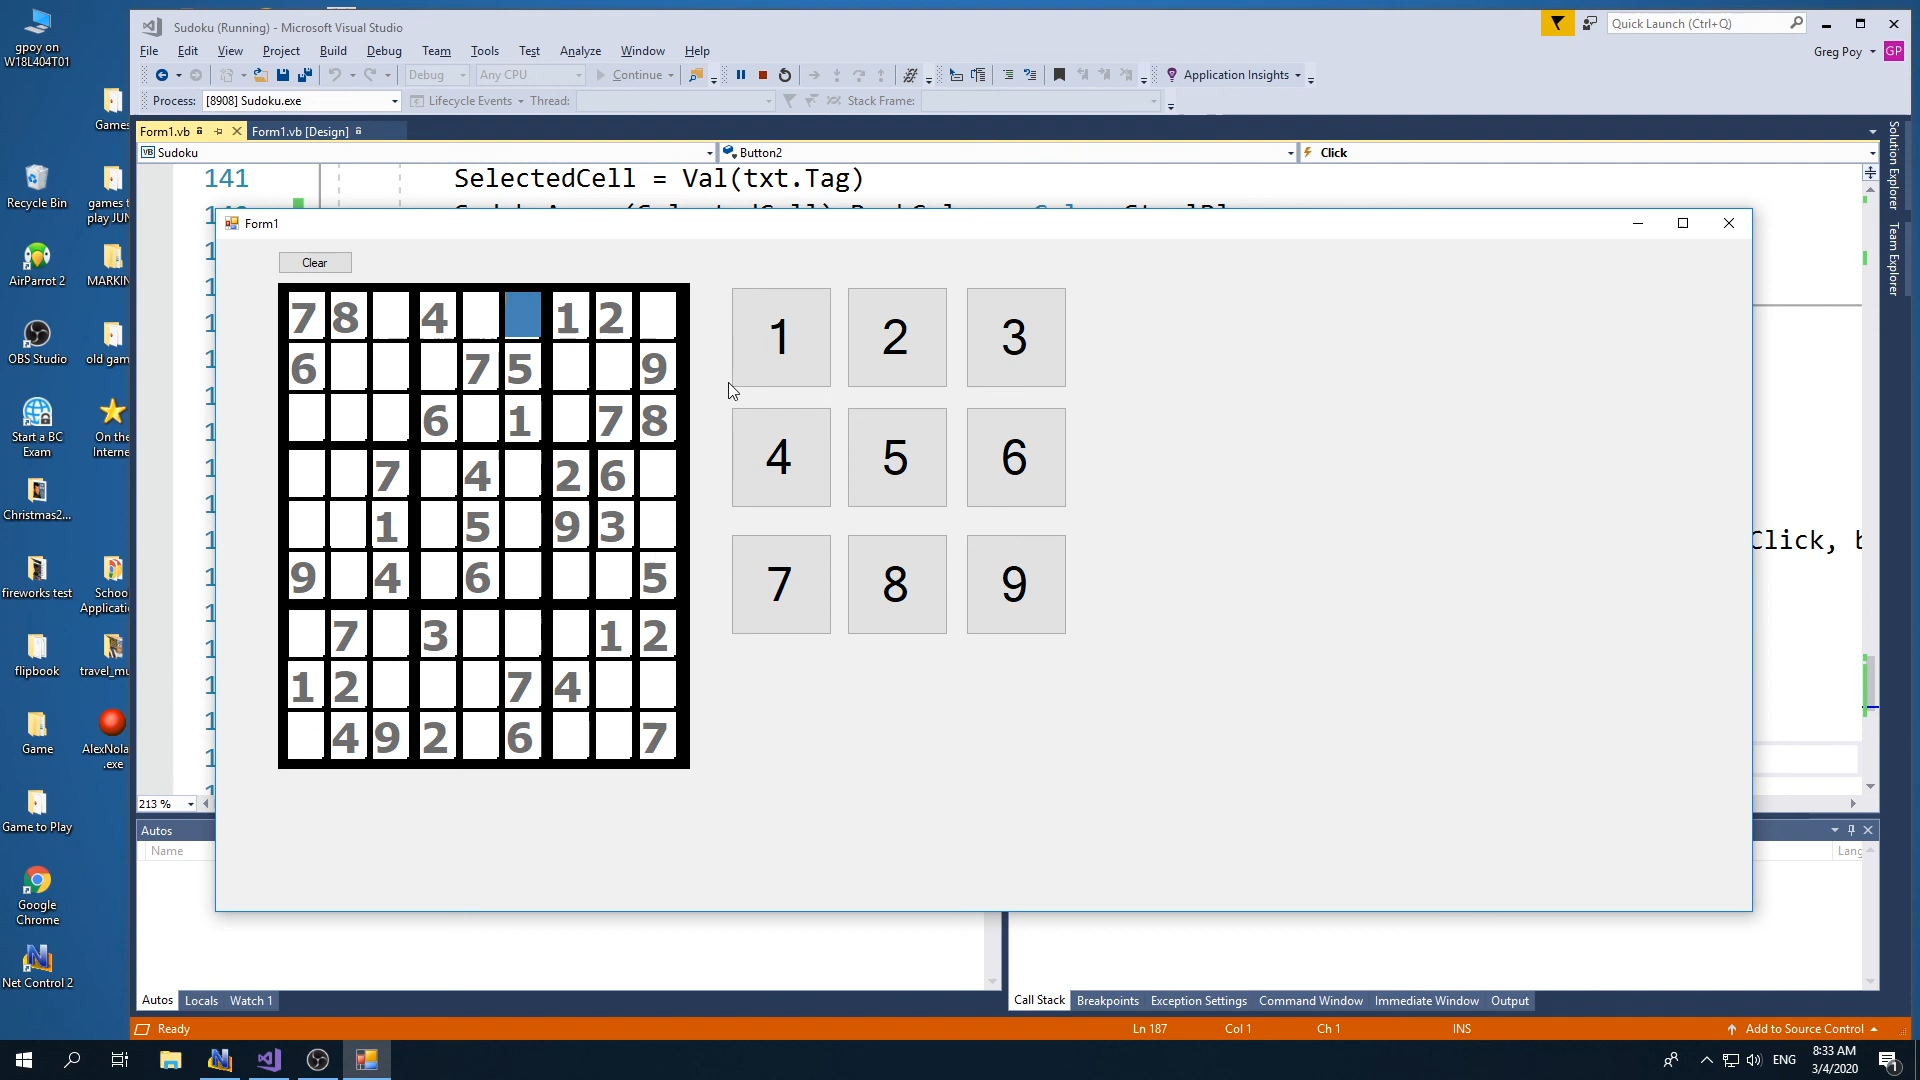 gpoy on
W18L404T01
Games
Recycle Bin
games t
play JUN
AirParrot 2
MARKIN
OBS Studio
old gam
Start a BC
Exam
On the
Interne
Christmas2...
fireworks test
Schoo
Applicatio
flipbook
travel_mu
Game
AlexNola
.exe
Game to Play
Google
Chrome
Net Control 2
Sudoku (Running) - Microsoft Visual Studio
Quick Launch (Ctrl+Q)
File Edit View Project Build Debug Team Tools Test Analyze Window Help
Greg Poy GP
Debug Any CPU Continue Application Insights
Process: [8908] Sudoku.exe Lifecycle Events Thread: Stack Frame:
Form1.vb Form1.vb [Design]
VB Sudoku Button2 Click
Solution Explorer
Team Explorer
141 SelectedCell = Val(txt.Tag)
Form1
Clear
7 8 4 1 2
6 7 5 9
6 1 7 8
7 4 2 6
1 5 9 3
9 4 6 5
7 3 1 2
1 2 7 4
4 9 2 6 7
1 2 3
4 5 6
7 8 9
Click, b
213 %
Autos
Name
Lang
Autos Locals Watch 1
Call Stack Breakpoints Exception Settings Command Window Immediate Window Output
Ready Ln 187 Col 1 Ch 1 INS Add to Source Control
ENG
8:33 AM
3/4/2020
1